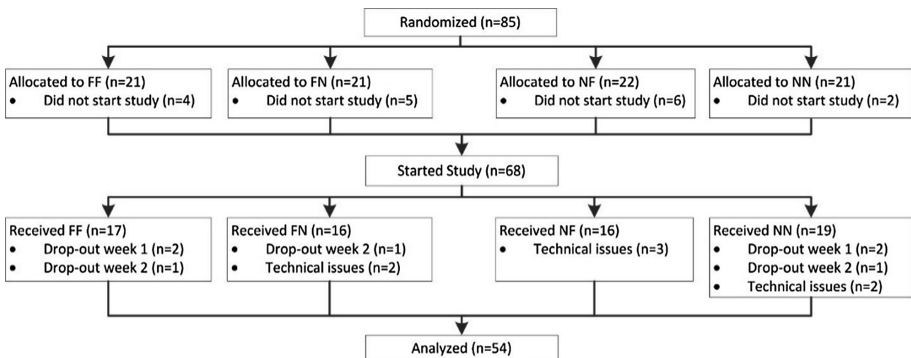 Randomized (n=85)
Allocated to FF (n=21)
• Did not start study (n=4)
Allocated to FN (n=21)
• Did not start study (n=5)
Allocated to NF (n=22)
• Did not start study (n=6)
Allocated to NN (n=21)
• Did not start study (n=2)
Started Study (n=68)
Received FF (n=17)
• Drop-out week 1 (n=2)
• Drop-out week 2 (n=1)
Received FN (n=16)
• Drop-out week 2 (n=1)
• Technical issues (n=2)
Received NF (n=16)
• Technical issues (n=3)
Received NN (n=19)
• Drop-out week 1 (n=2)
• Drop-out week 2 (n=1)
• Technical issues (n=2)
Analyzed (n=54)